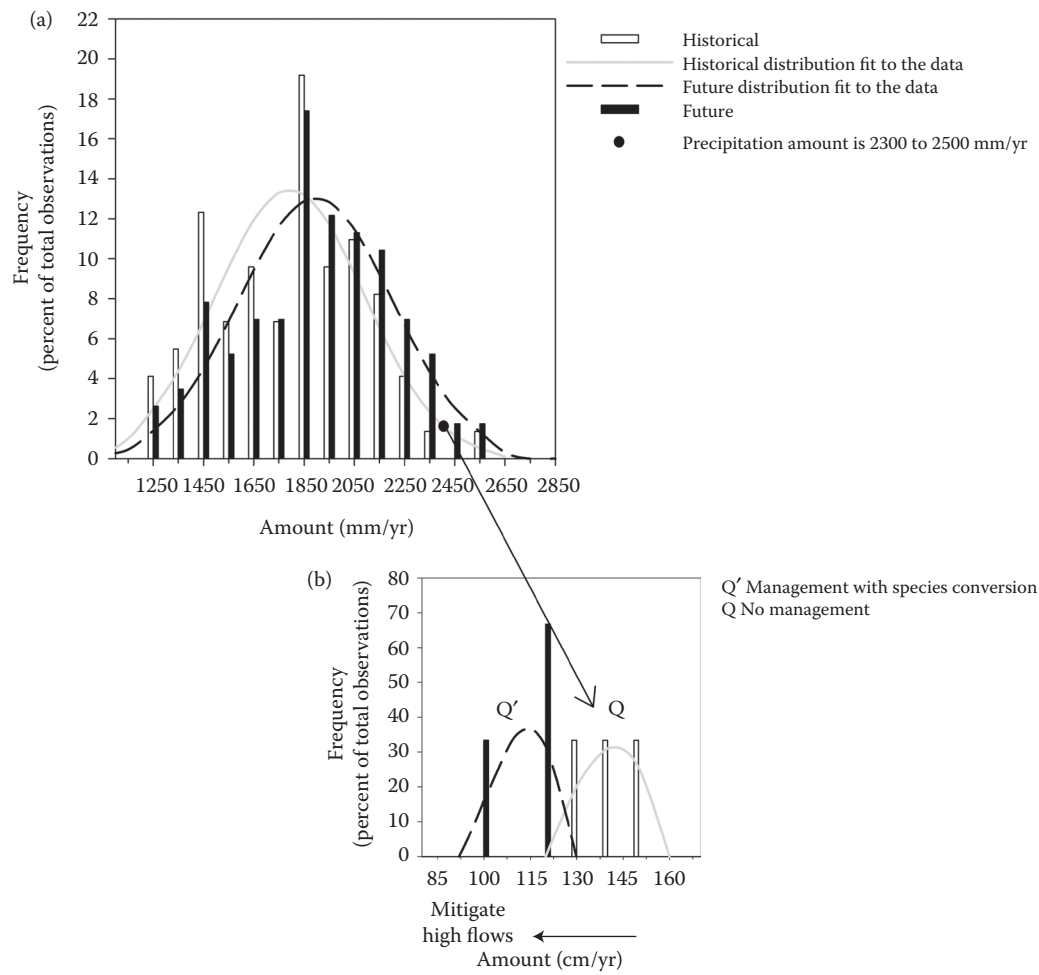 (a)
22
20
18
16
14
12
10
8
6
4
2
0
Frequency
(percent of total observations)
1250 1450 1650 1850 2050 2250 2450 2650 2850
Amount (mm/yr)
Historical
Historical distribution fit to the data
Future distribution fit to the data
Future
Precipitation amount is 2300 to 2500 mm/yr
(b)
80
70
60
50
40
30
20
10
0
Frequency
(percent of total observations)
Q′
Q
85 100 115 130 145 160
Mitigate
high flows
Amount (cm/yr)
Q′ Management with species conversion
Q No management